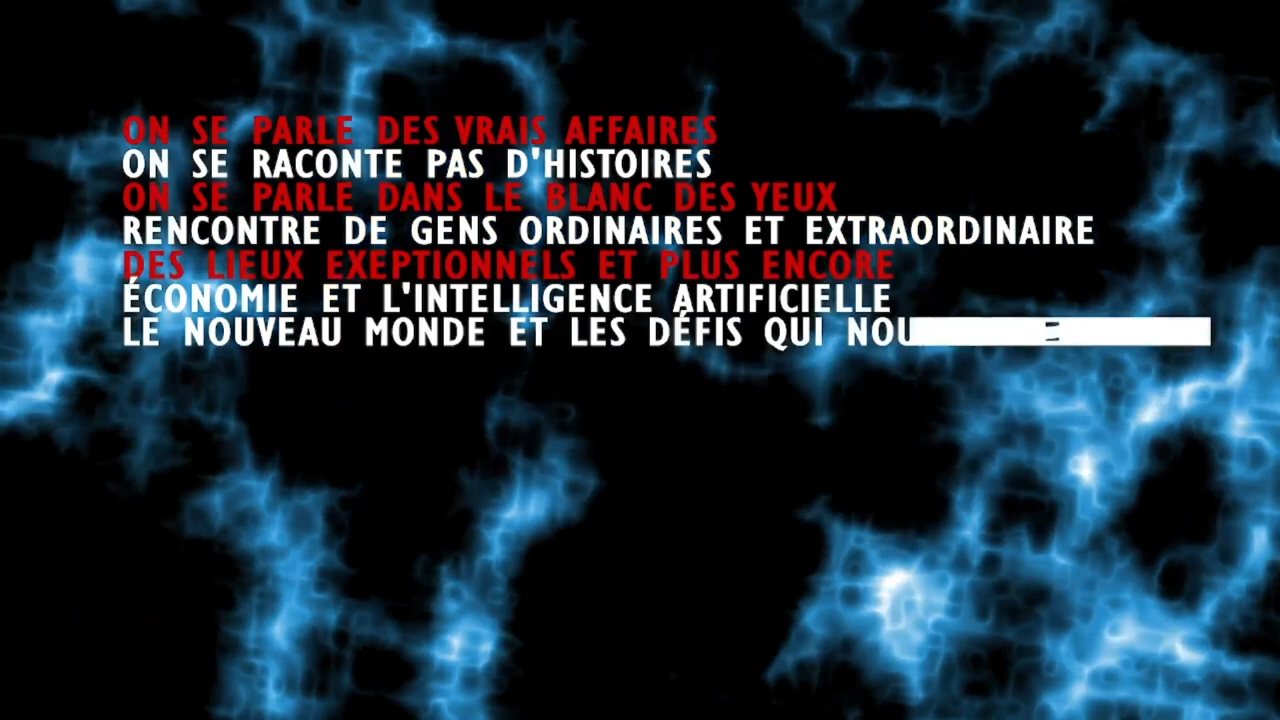 ON SE PARLE DES VRAIS AFFAIRES
ON SE RACONTE PAS D'HISTOIRES
ON SE PARLE DANS LE BLANC DES YEUX
RENCONTRE DE GENS ORDINAIRES ET EXTRAORDINAIRE
DES LIEUX EXEPTIONNELS ET PLUS ENCORE
ÉCONOMIE ET L'INTELLIGENCE ARTIFICIELLE
LE NOUVEAU MONDE ET LES DÉFIS QUI